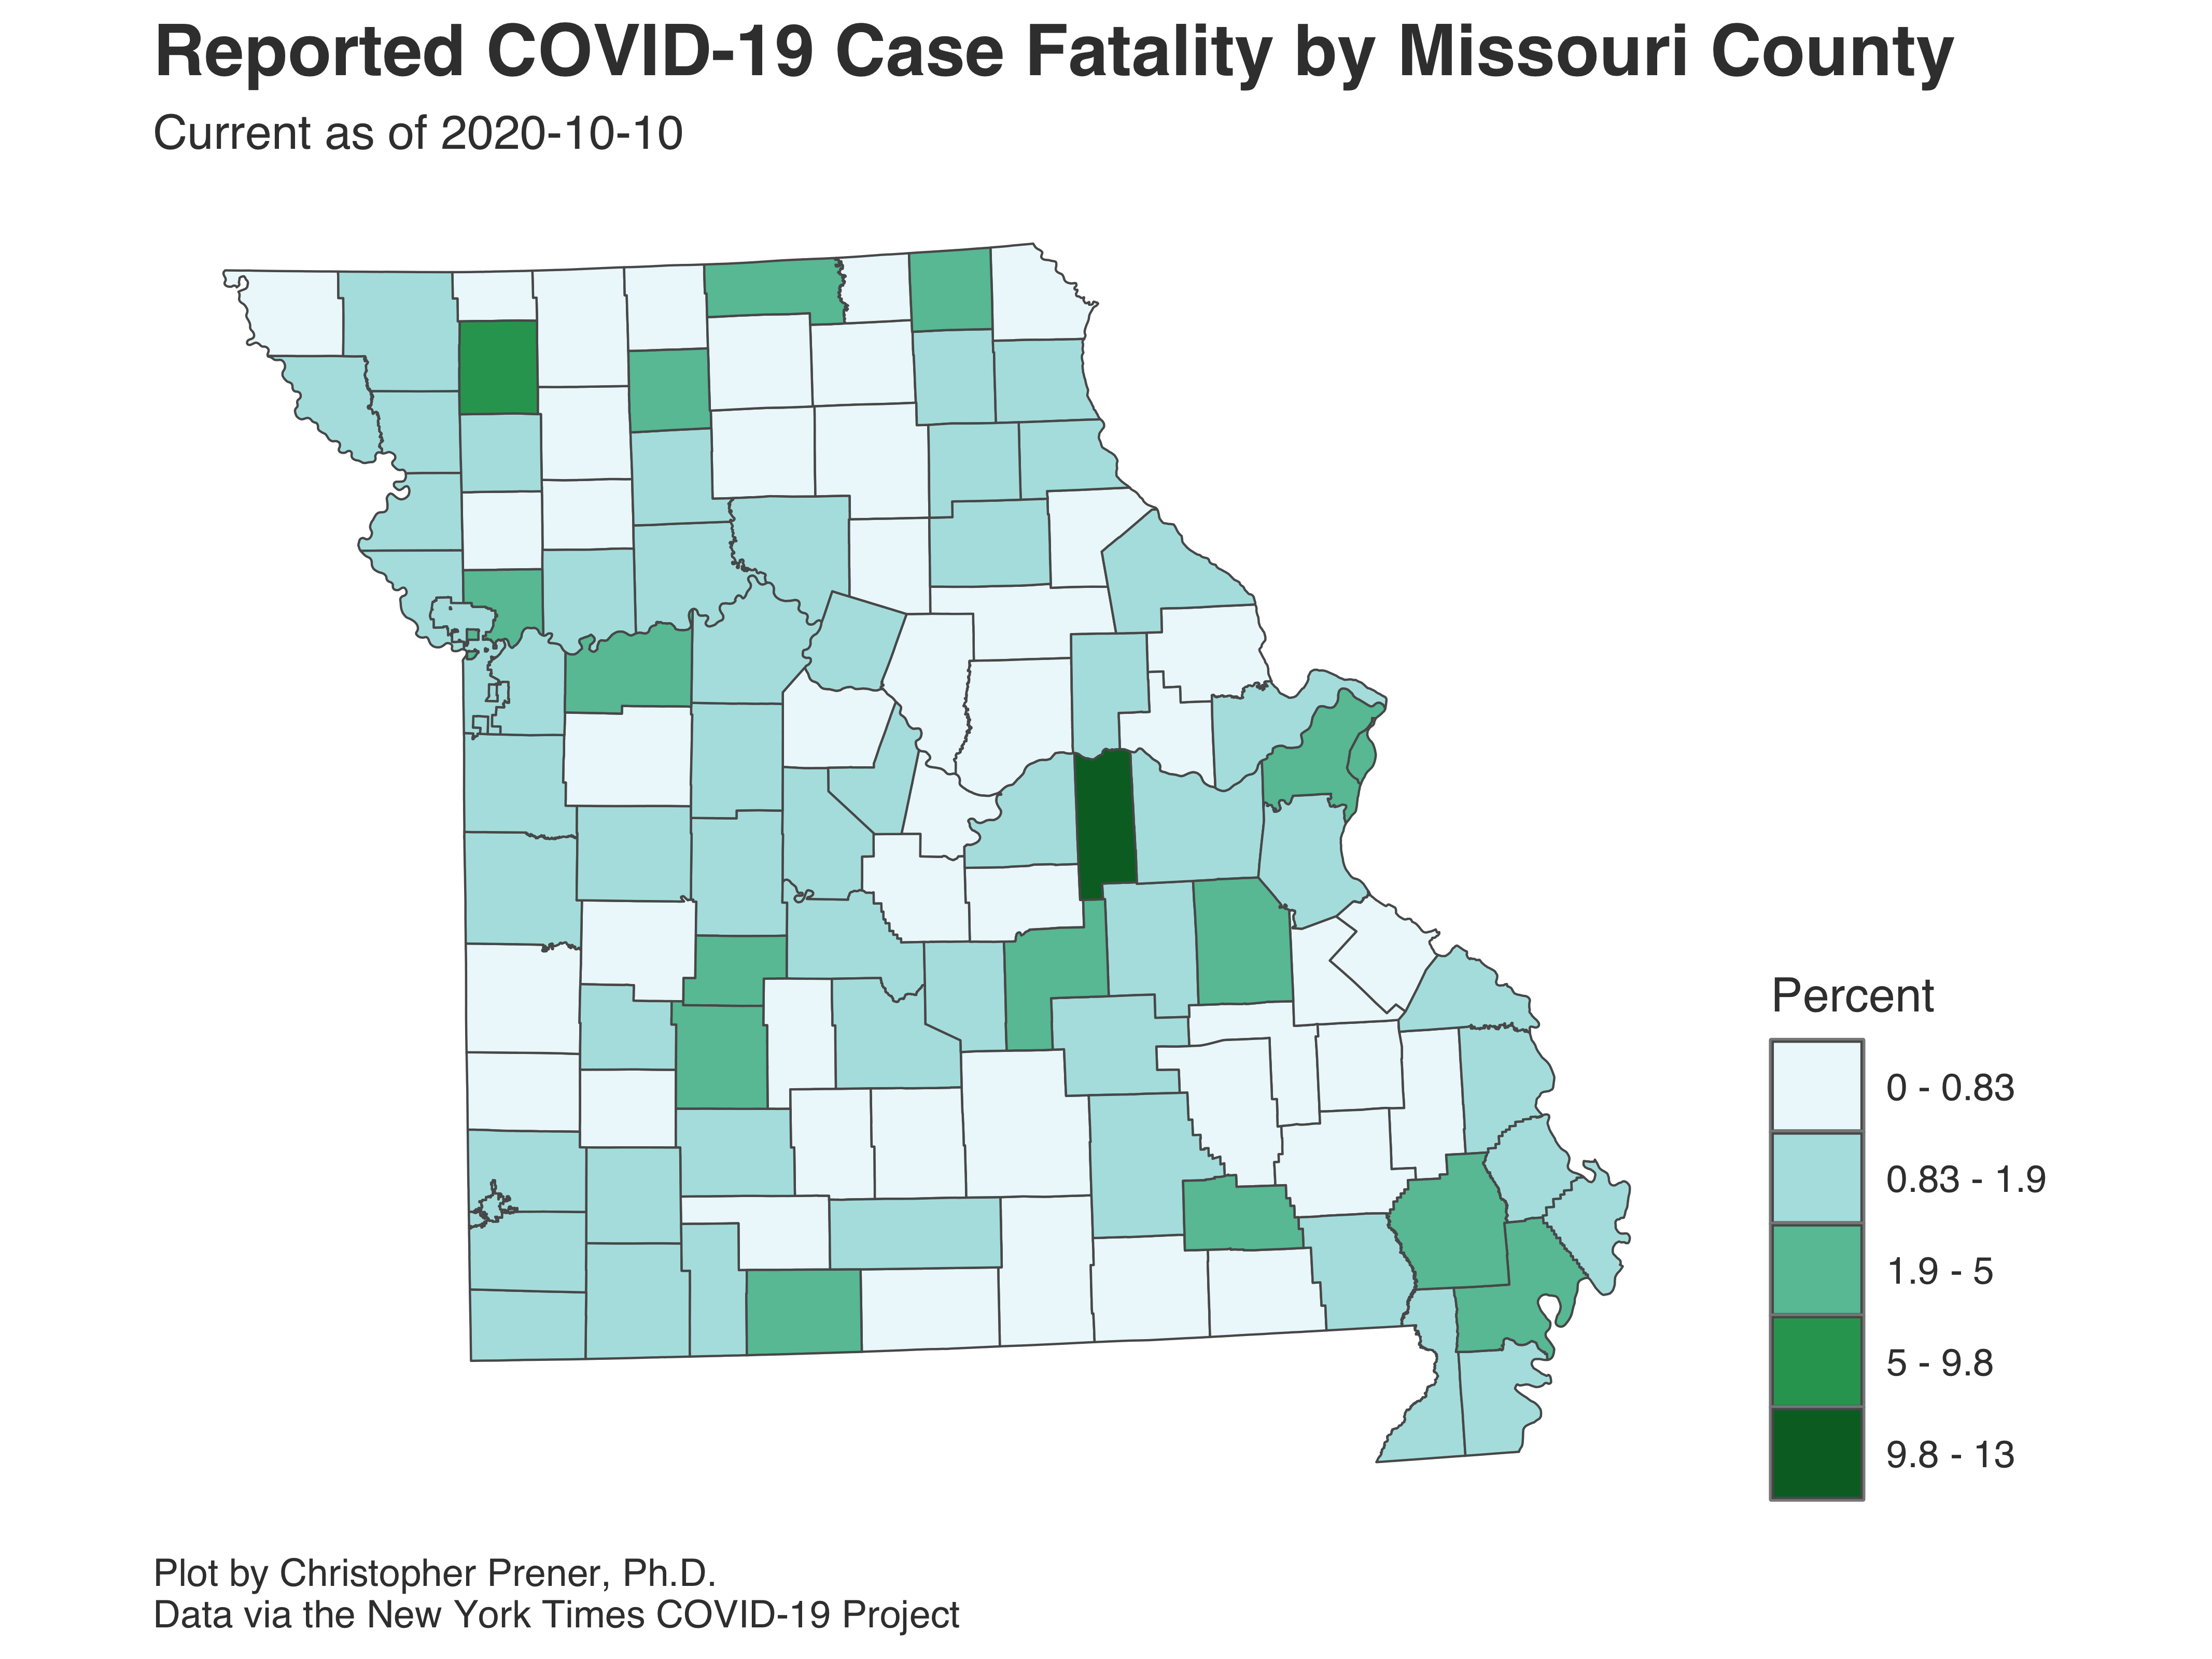 Reported COVID-19 Case Fatality by Missouri County
Current as of 2020-10-10
Percent
0 - 0.83
0.83 - 1.9
1.9 - 5
5 - 9.8
9.8 - 13
Plot by Christopher Prener, Ph.D.
Data via the New York Times COVID-19 Project